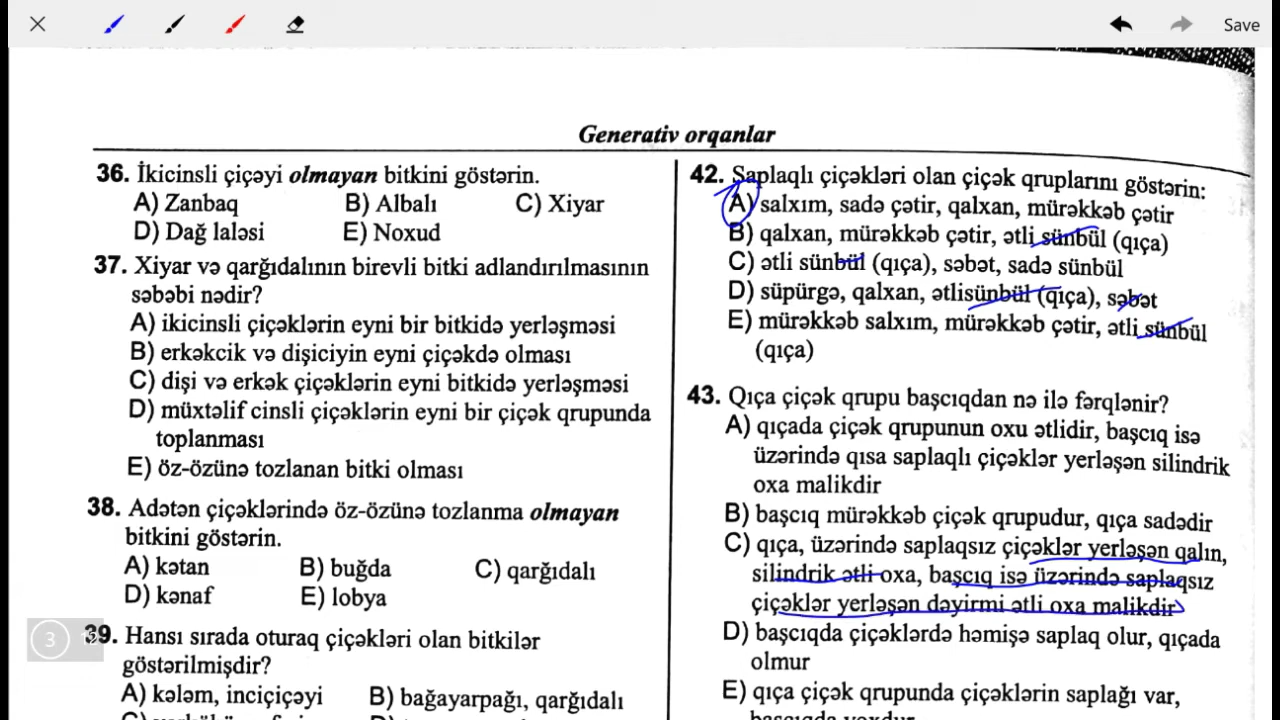 Save
Generativ orqanlar
36. İkicinsli çiçəyi olmayan bitkini göstərin.
A) Zanbaq B) Albalı C) Xiyar
D) Dağ laləsi E) Noxud
37. Xiyar və qarğıdalının birevli bitki adlandırılmasının
səbəbi nədir?
A) ikicinsli çiçəklərin eyni bir bitkidə yerləşməsi
B) erkəkcik və dişiciyin eyni çiçəkdə olması
C) dişi və erkək çiçəklərin eyni bitkidə yerləşməsi
D) müxtəlif cinsli çiçəklərin eyni bir çiçək qrupunda
toplanması
E) öz-özünə tozlanan bitki olması
38. Adətən çiçəklərində öz-özünə tozlanma olmayan
bitkini göstərin.
A) kətan B) buğda C) qarğıdalı
D) kənaf E) lobya
39. Hansı sırada oturaq çiçəkləri olan bitkilər
göstərilmişdir?
A) kələm, inciçiçəyi B) bağayarpağı, qarğıdalı
3
42. Saplaqlı çiçəkləri olan çiçək qruplarını göstərin:
A) salxım, sadə çətir, qalxan, mürəkkəb çətir
B) qalxan, mürəkkəb çətir, ətli sünbül (qıça)
C) ətli sünbül (qıça), səbət, sadə sünbül
D) süpürgə, qalxan, ətlisünbül (qıça), səbət
E) mürəkkəb salxım, mürəkkəb çətir, ətli sünbül
(qıça)
43. Qıça çiçək qrupu başcıqdan nə ilə fərqlənir?
A) qıçada çiçək qrupunun oxu ətlidir, başcıq isə
üzərində qısa saplaqlı çiçəklər yerləşən silindrik
oxa malikdir
B) başcıq mürəkkəb çiçək qrupudur, qıça sadədir
C) qıça, üzərində saplaqsız çiçəklər yerləşən qalın,
silindrik ətli oxa, başcıq isə üzərində saplaqsız
çiçəklər yerləşən dəyirmi ətli oxa malikdir
D) başcıqda çiçəklərdə həmişə saplaq olur, qıçada
olmur
E) qıça çiçək qrupunda çiçəklərin saplağı var,